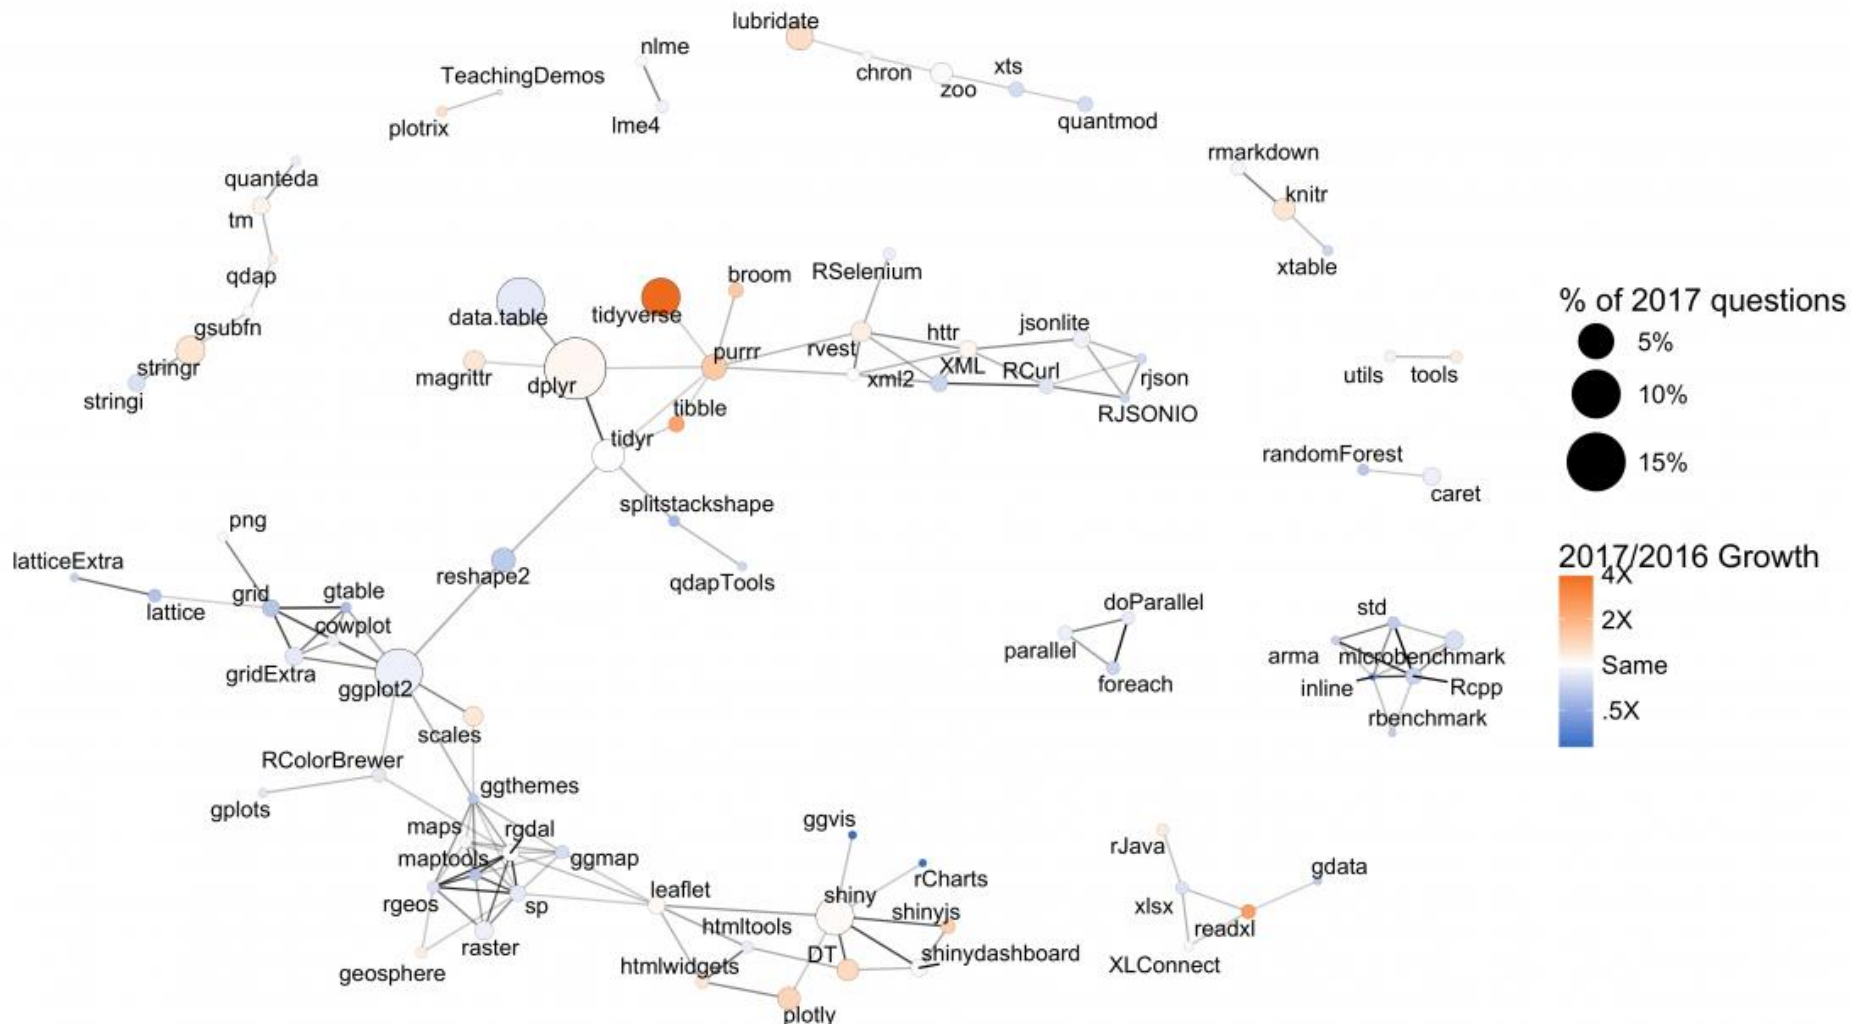 lubridate
nlme
chron
xts
zoo
TeachingDemos
plotrix
lme4
quantmod
rmarkdown
quanteda
knitr
tm
xtable
qdap
broom
RSelenium
data.table
tidyverse
httr
jsonlite
gsubfn
purrr
rvest
stringr
magrittr
dplyr
xml2
XML
RCurl
rjson
utils
tools
stringi
tibble
RJSONIO
tidyr
randomForest
caret
splitstackshape
png
latticeExtra
reshape2
qdapTools
grid
gtable
lattice
cowplot
doParallel
std
parallel
arma
microbenchmark
gridExtra
ggplot2
foreach
inline
Rcpp
rbenchmark
scales
RColorBrewer
ggthemes
gplots
maps
rgdal
ggvis
maptools
ggmap
rJava
gdata
rCharts
leaflet
shiny
rgeos
sp
shinyjs
xlsx
readxl
htmltools
raster
DT
shinydashboard
geosphere
htmlwidgets
XLConnect
plotly
% of 2017 questions
5%
10%
15%
2017/2016 Growth
4X
2X
Same
.5X